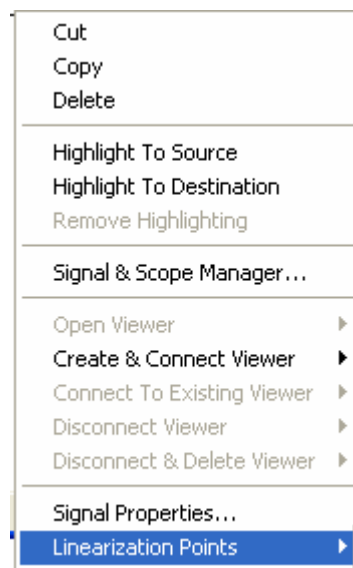 Cut
Copy
Delete
Highlight To Source
Highlight To Destination
Remove Highlighting
Signal & Scope Manager...
Open Viewer
Create & Connect Viewer
Connect To Existing Viewer
Disconnect Viewer
Disconnect & Delete Viewer
Signal Properties...
Linearization Points